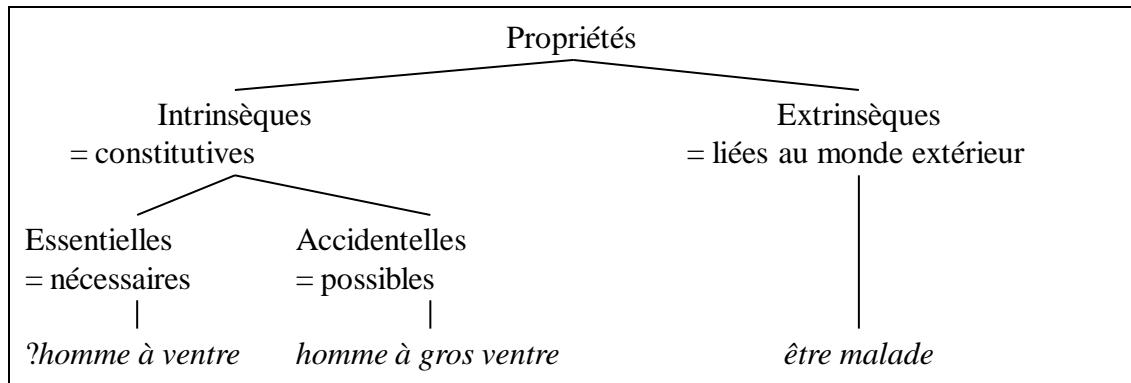 Propriétés
Intrinsèques Extrinsèques
= constitutives = liées au monde extérieur
Essentielles Accidentelles
= nécessaires = possibles
?homme à ventre homme à gros ventre être malade